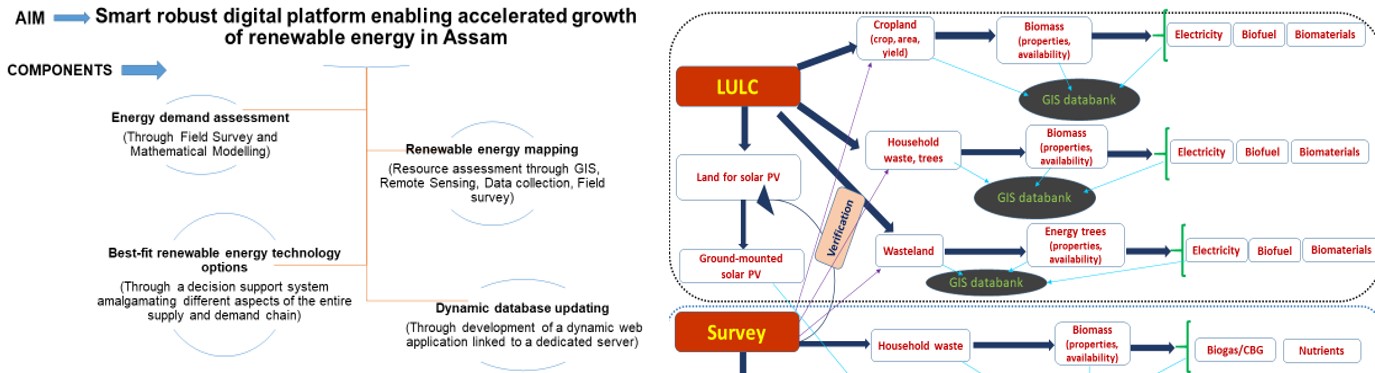 AIM
Smart robust digital platform enabling accelerated growth
of renewable energy in Assam
COMPONENTS
Energy demand assessment
(Through Field Survey and
Mathematical Modelling)
Renewable energy mapping
(Resource assessment through GIS,
Remote Sensing, Data collection, Field
survey)
Best-fit renewable energy technology
options
(Through a decision support system
amalgamating different aspects of the entire
supply and demand chain)
Dynamic database updating
(Through development of a dynamic web
application linked to a dedicated server)
LULC
Cropland
(crop, area,
yield)
Biomass
(properties,
availability)
Electricity
Biofuel
Biomaterials
GIS databank
Household
waste, trees
Biomass
(properties,
availability)
Electricity
Biofuel
Biomaterials
GIS databank
Land for solar PV
Verification
Ground-mounted
solar PV
Wasteland
Energy trees
(properties,
availability)
Electricity
Biofuel
Biomaterials
GIS databank
Survey
Household waste
Biomass
(properties,
availability)
Biogas/CBG
Nutrients